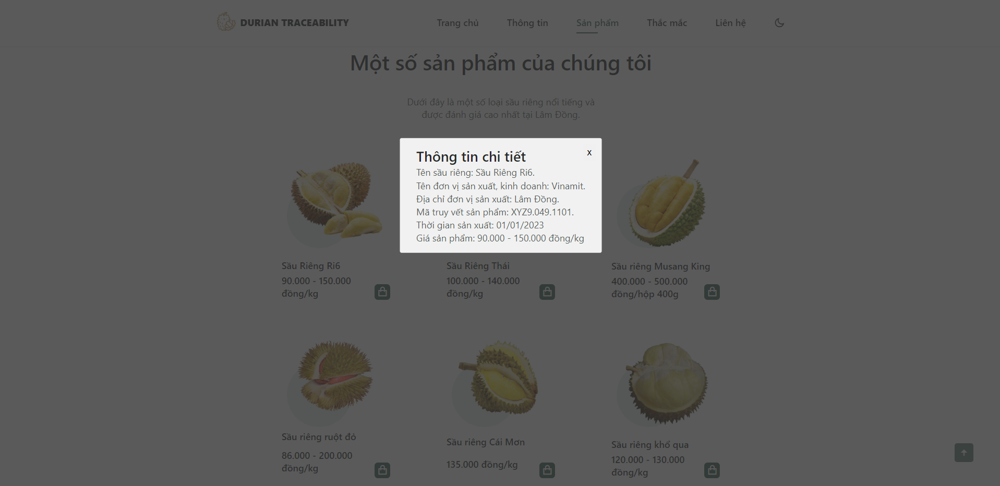 DURIAN TRACEABILITY
Trang chủ
Thông tin
Sản phẩm
Thắc mắc
Liên hệ
Một số sản phẩm của chúng tôi
Dưới đây là một số loại sầu riêng nổi tiếng và
được đánh giá cao nhất tại Lâm Đồng.
Thông tin chi tiết
X
Tên sầu riêng: Sầu Riêng Ri6.
Tên đơn vị sản xuất, kinh doanh: Vinamit.
Địa chỉ đơn vị sản xuất: Lâm Đồng.
Mã truy vết sản phẩm: XYZ9.049.1101.
Thời gian sản xuất: 01/01/2023
Giá sản phẩm: 90.000 - 150.000 đồng/kg
Sầu Riêng Ri6
90.000 - 150.000
đồng/kg
Sầu Riêng Thái
100.000 - 140.000
đồng/kg
Sầu riêng Musang King
400.000 - 500.000
đồng/hộp 400g
Sầu riêng ruột đỏ
86.000 - 200.000
đồng/kg
Sầu riêng Cái Mơn
135.000 đồng/kg
Sầu riêng khổ qua
120.000 - 130.000
đồng/kg